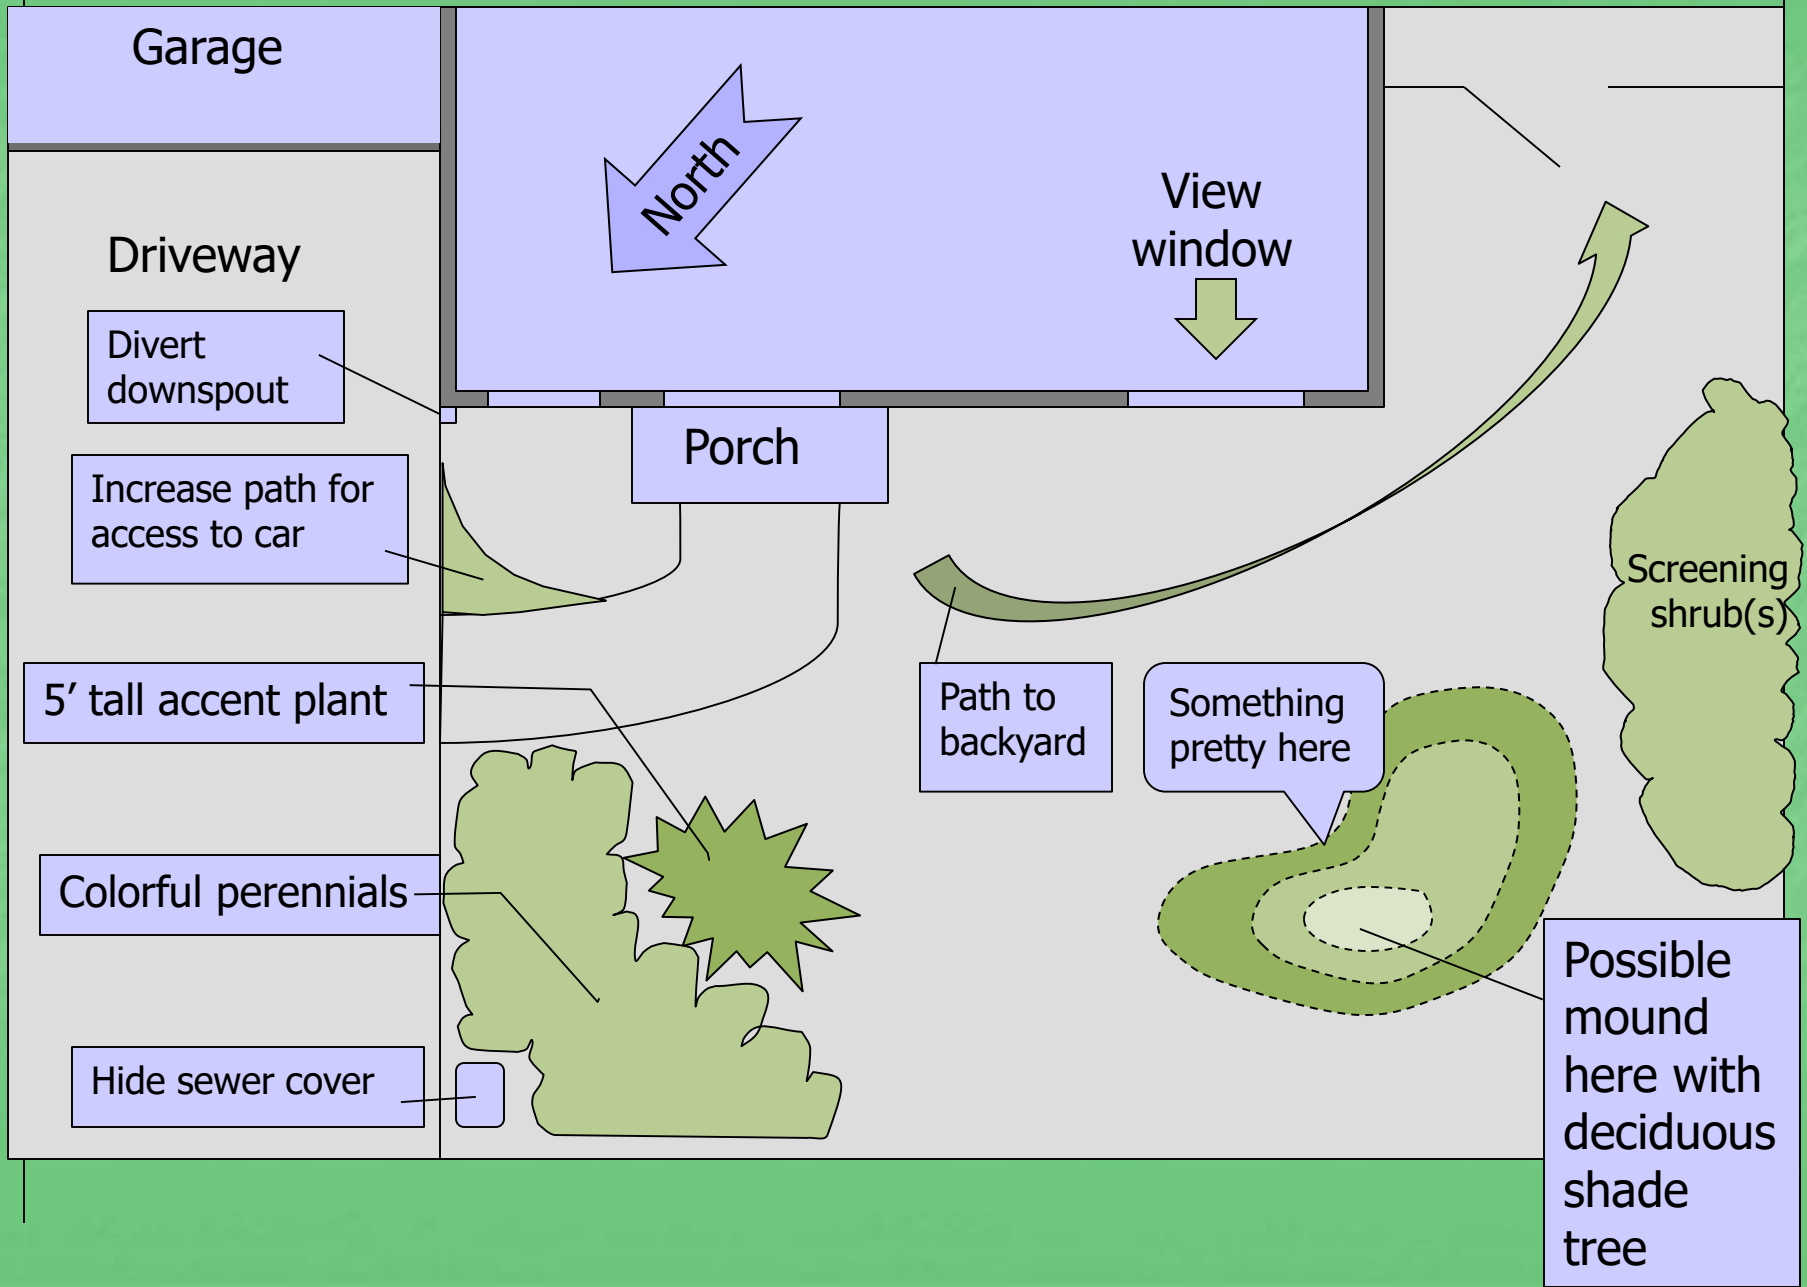 Garage
North
View
window
Driveway
Divert
downspout
Porch
Increase path for
access to car
Screening
shrub(s)
5’ tall accent plant
Path to
backyard
Something
pretty here
Colorful perennials
Possible
mound
here with
deciduous
shade
tree
Hide sewer cover